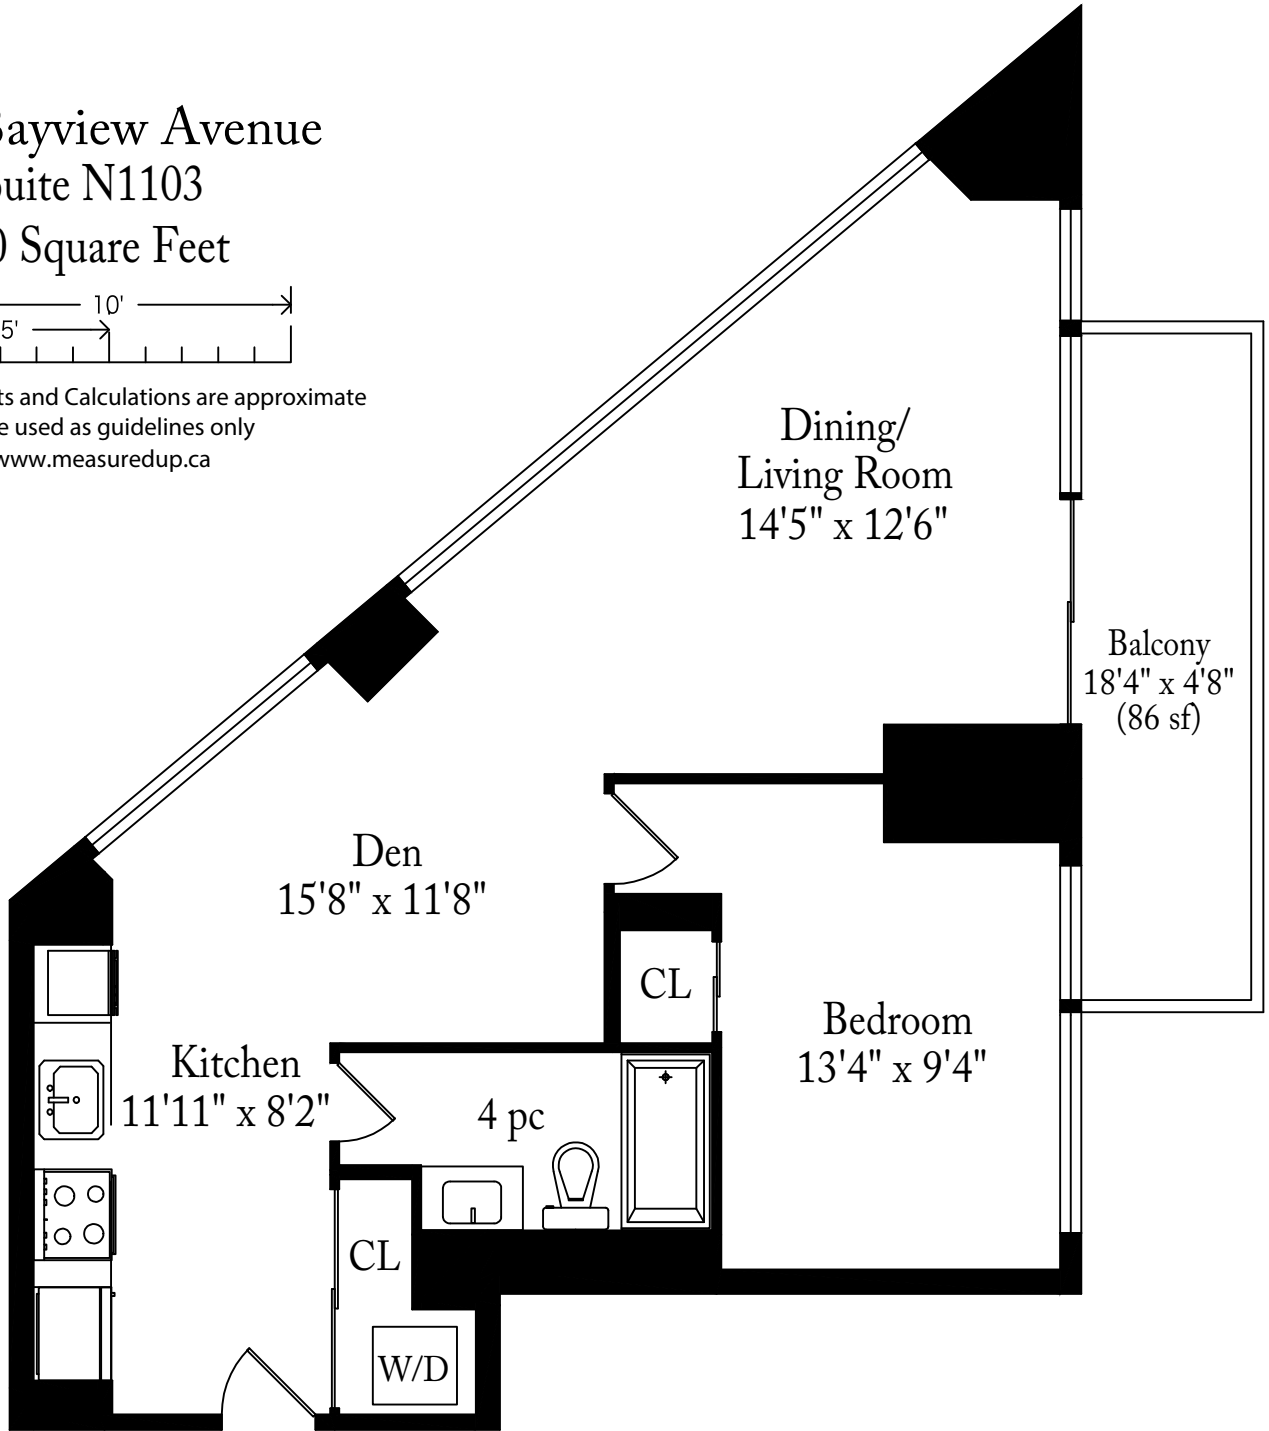 Bayview Avenue
Suite N1103
Square Feet
10'
5'
and Calculations are approximate
used as guidelines only
www.measuredup.ca
Dining/
Living Room
14'5" x 12'6"
Balcony
18'4" x 4'8"
(86 sf)
Den
15'8" x 11'8"
CL
Bedroom
13'4" x 9'4"
Kitchen
11'11" x 8'2"
4 pc
CL
W/D